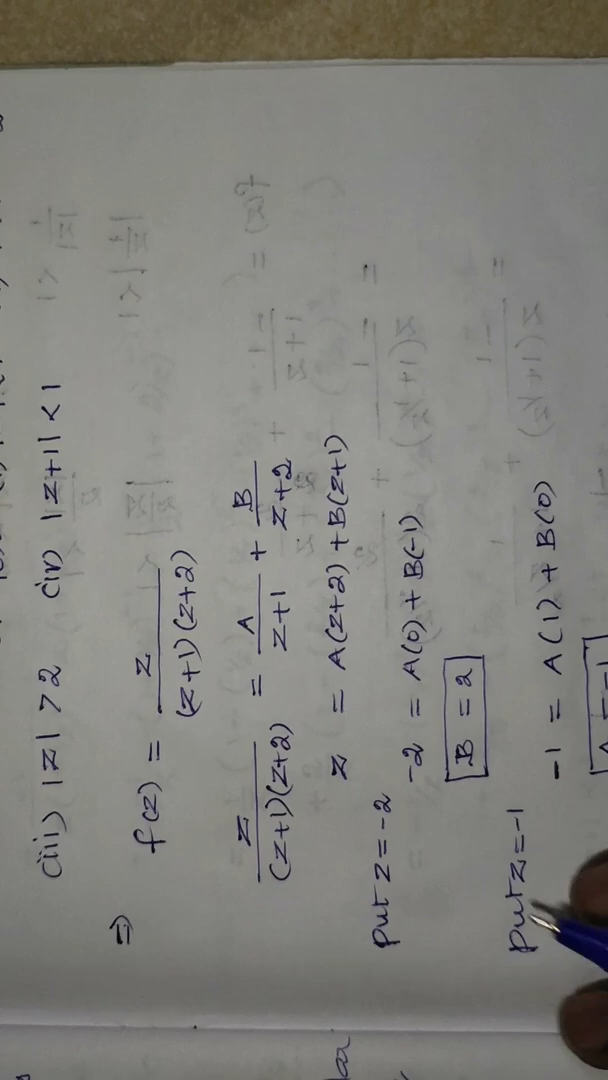 (iii) |z| > 2 (iv) |z+1| < 1
⇒) f(z) = z / (z+1)(z+2)
z / (z+1)(z+2) = A / z+1 + B / z+2
z = A(z+2) + B(z+1)
put z = -2
-2 = A(0) + B(-1)
B = 2
put z = -1
-1 = A(1) + B(0)